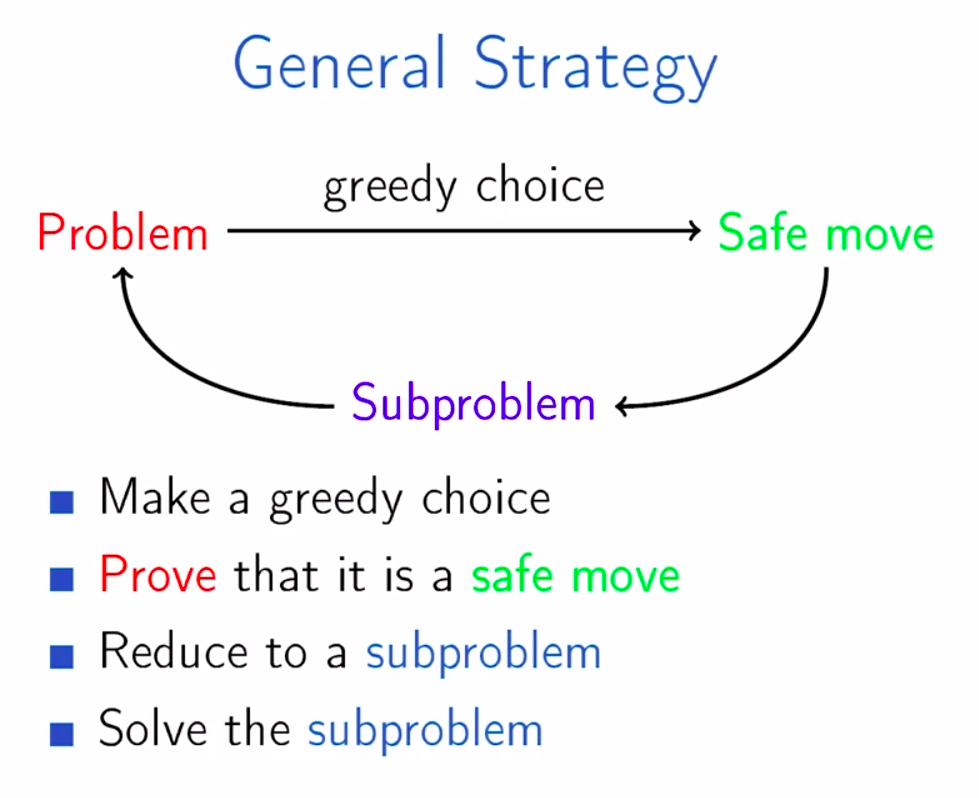 General Strategy
greedy choice
Problem
Safe move
Subproblem
Make a greedy choice
Prove that it is a safe move
Reduce to a subproblem
Solve the subproblem